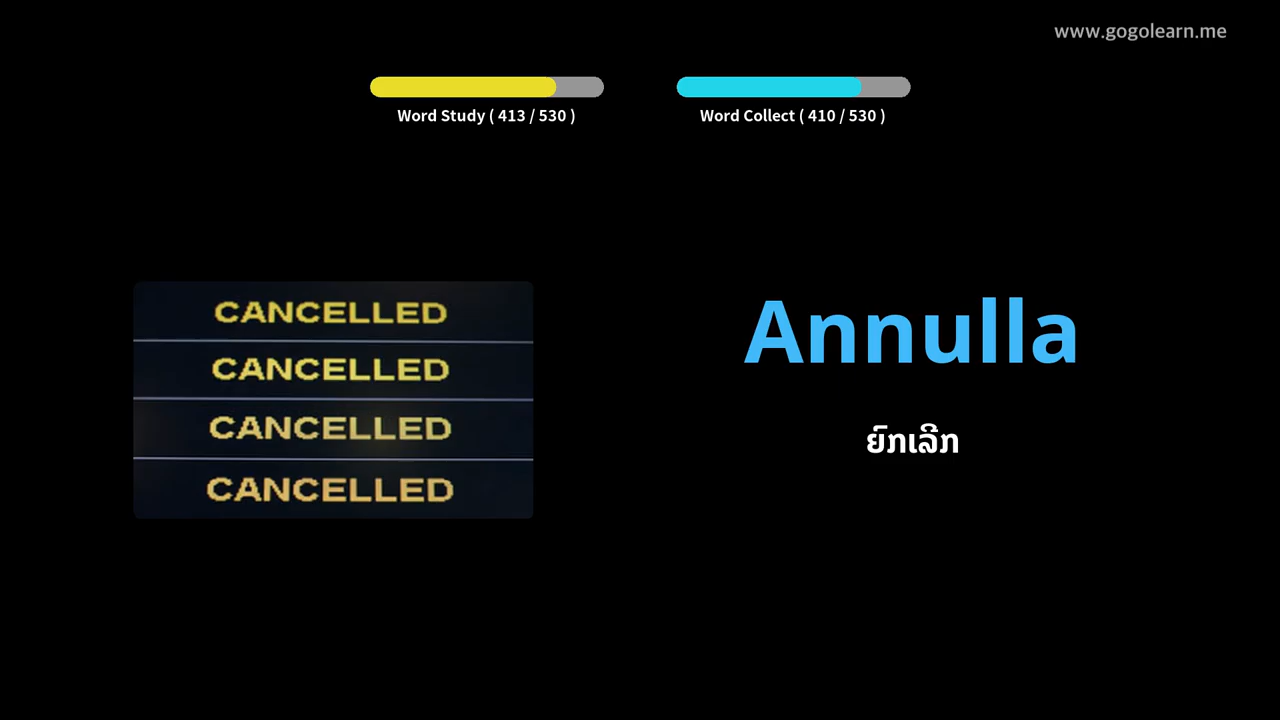 www.gogolearn.me
Word Study ( 413 / 530 )
Word Collect ( 410 / 530 )
CANCELLED
CANCELLED
CANCELLED
CANCELLED
Annulla
ຍົກເລີກ